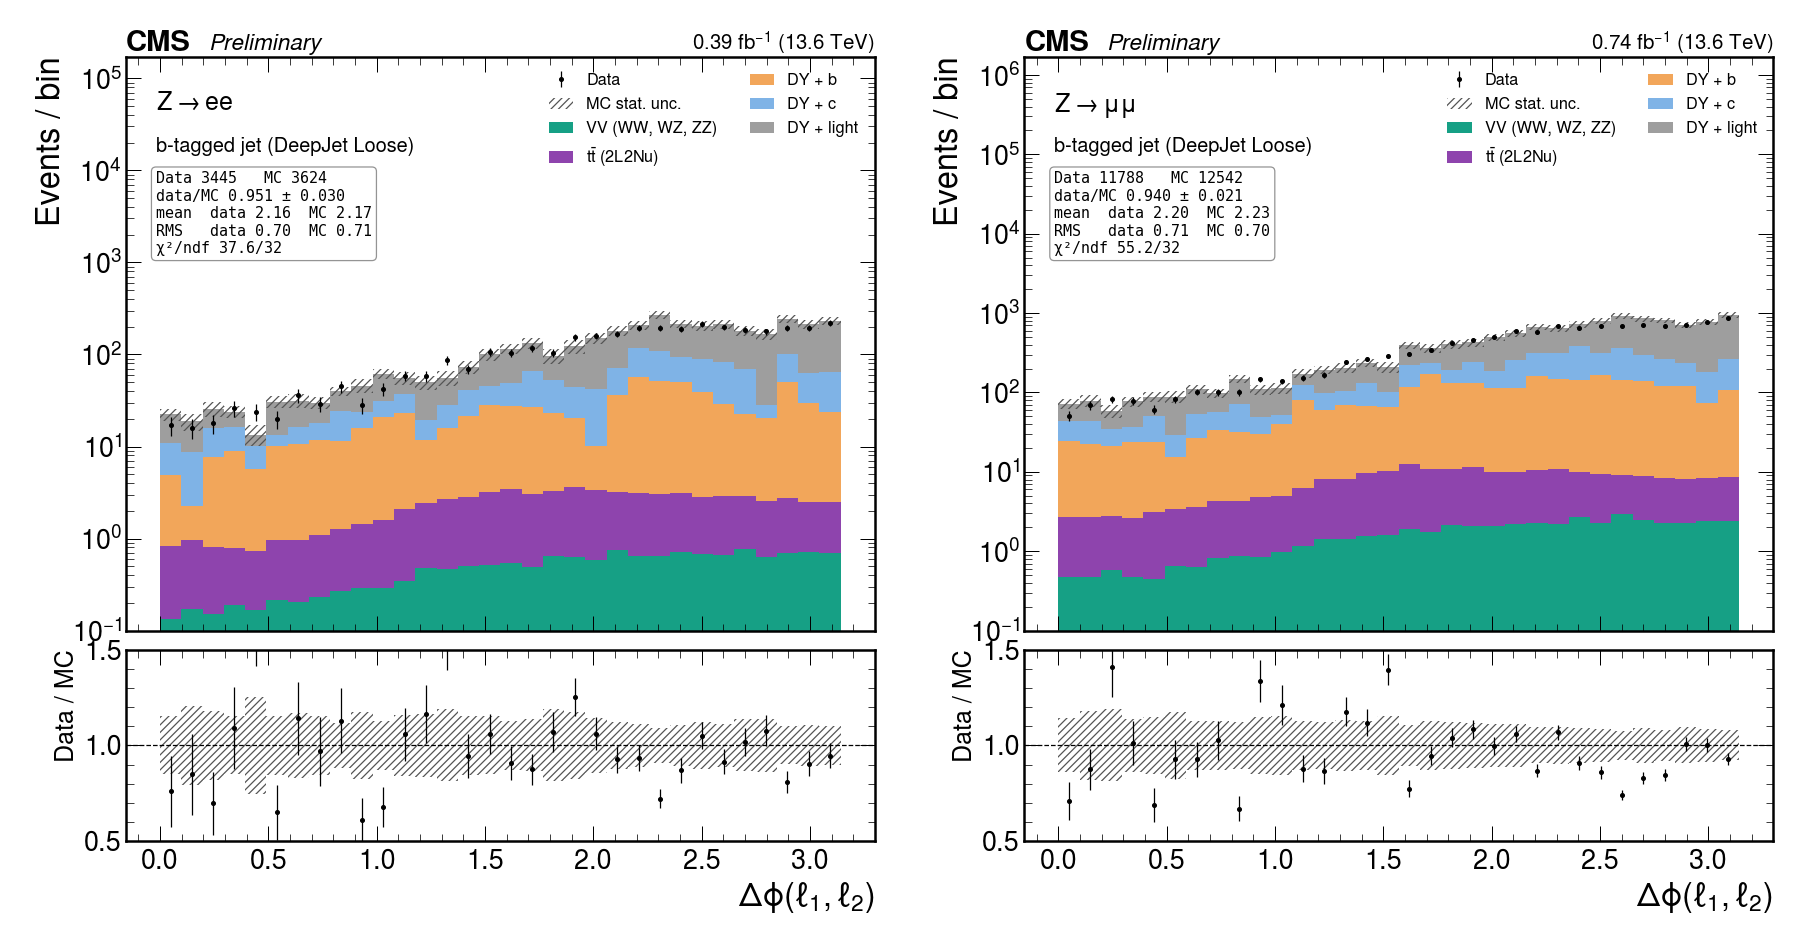 CMS Preliminary 0.39 fb⁻¹ (13.6 TeV)
Events / bin
10⁵
10⁴
10³
10²
10¹
10⁰
10⁻¹
Z → ee
b-tagged jet (DeepJet Loose)
Data 3445 MC 3624
data/MC 0.951 ± 0.030
mean data 2.16 MC 2.17
RMS data 0.70 MC 0.71
χ²/ndf 37.6/32
Data
MC stat. unc.
VV (WW, WZ, ZZ)
tt̄ (2L2Nu)
DY + b
DY + c
DY + light
Data / MC
1.5
1.0
0.5
0.0 0.5 1.0 1.5 2.0 2.5 3.0
Δϕ(ℓ₁, ℓ₂)
CMS Preliminary 0.74 fb⁻¹ (13.6 TeV)
Events / bin
10⁶
10⁵
10⁴
10³
10²
10¹
10⁰
10⁻¹
Z → μμ
b-tagged jet (DeepJet Loose)
Data 11788 MC 12542
data/MC 0.940 ± 0.021
mean data 2.20 MC 2.23
RMS data 0.71 MC 0.70
χ²/ndf 55.2/32
Data
MC stat. unc.
VV (WW, WZ, ZZ)
tt̄ (2L2Nu)
DY + b
DY + c
DY + light
Data / MC
1.5
1.0
0.5
0.0 0.5 1.0 1.5 2.0 2.5 3.0
Δϕ(ℓ₁, ℓ₂)